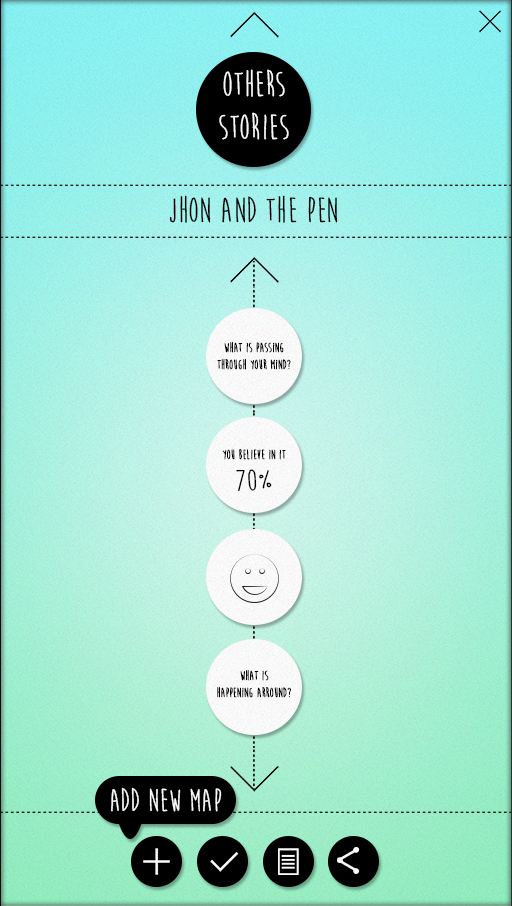 OTHERS
STORIES
JHON AND THE PEN
WHAT IS PASSING
THROUGH YOUR MIND?
YOU BELIEVE IN IT
70%
WHAT IS
HAPPENING ARROUND?
ADD NEW MAP